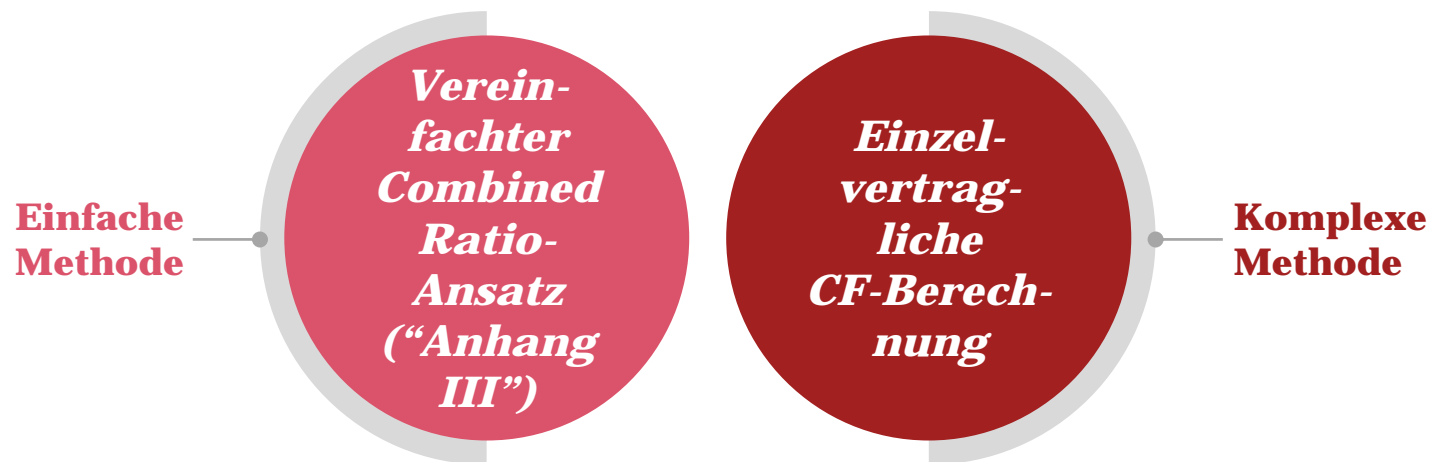 Einfache
Methode
Verein-
fachter
Combined
Ratio-
Ansatz
(“Anhang
III”)
Einzel-
vertrag-
liche
CF-Berech-
nung
Komplexe
Methode